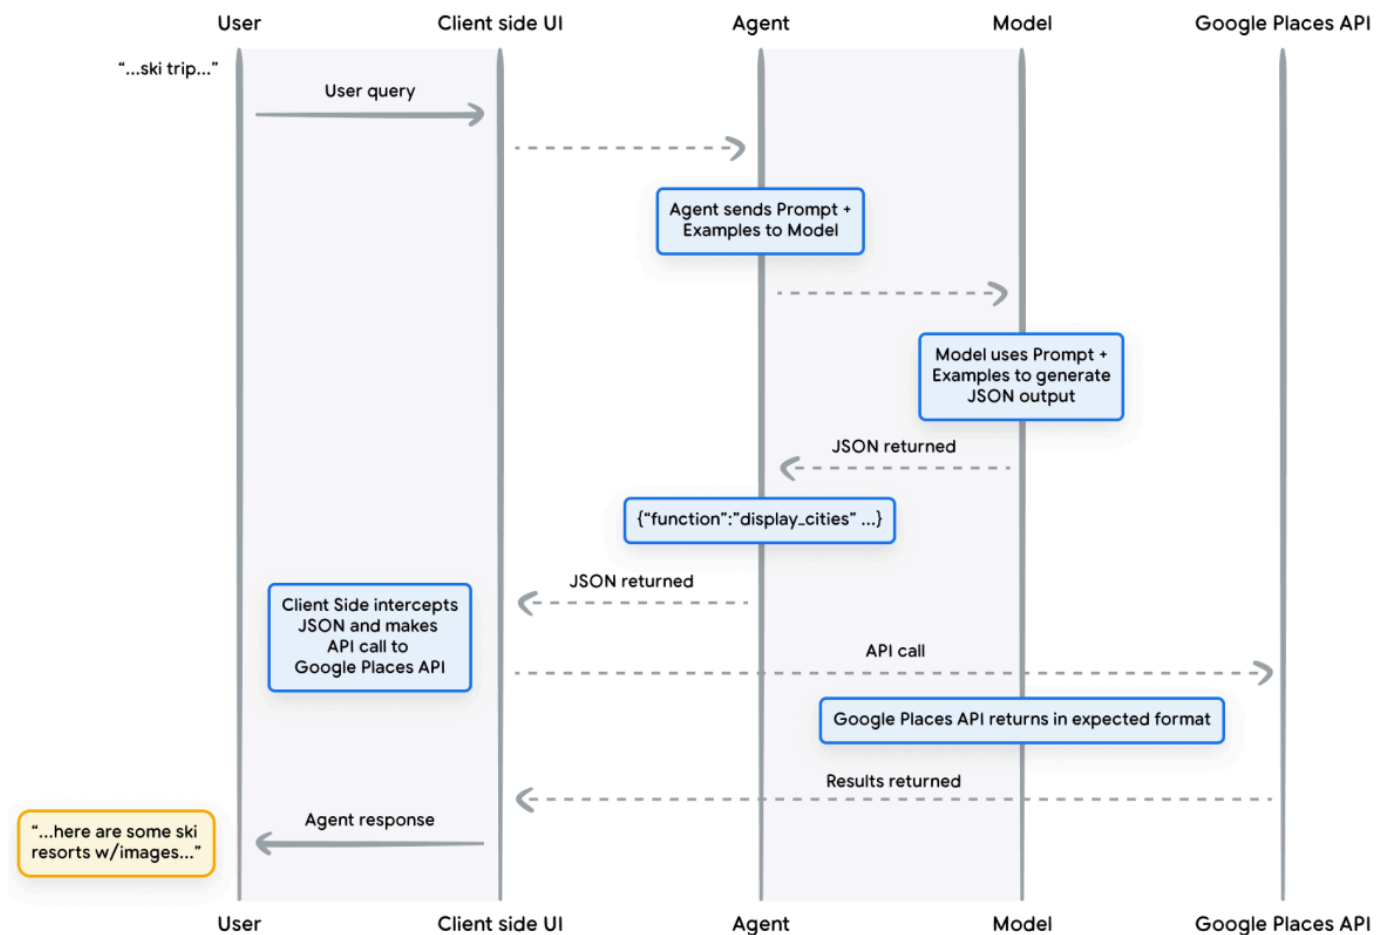 User
Client side UI
Agent
Model
Google Places API
“...ski trip...”
User query
Agent sends Prompt +
Examples to Model
Model uses Prompt +
Examples to generate
JSON output
JSON returned
{“function”:”display_cities” ...}
JSON returned
Client Side intercepts
JSON and makes
API call to
Google Places API
API call
Google Places API returns in expected format
Results returned
Agent response
“...here are some ski
resorts w/images...”
User
Client side UI
Agent
Model
Google Places API